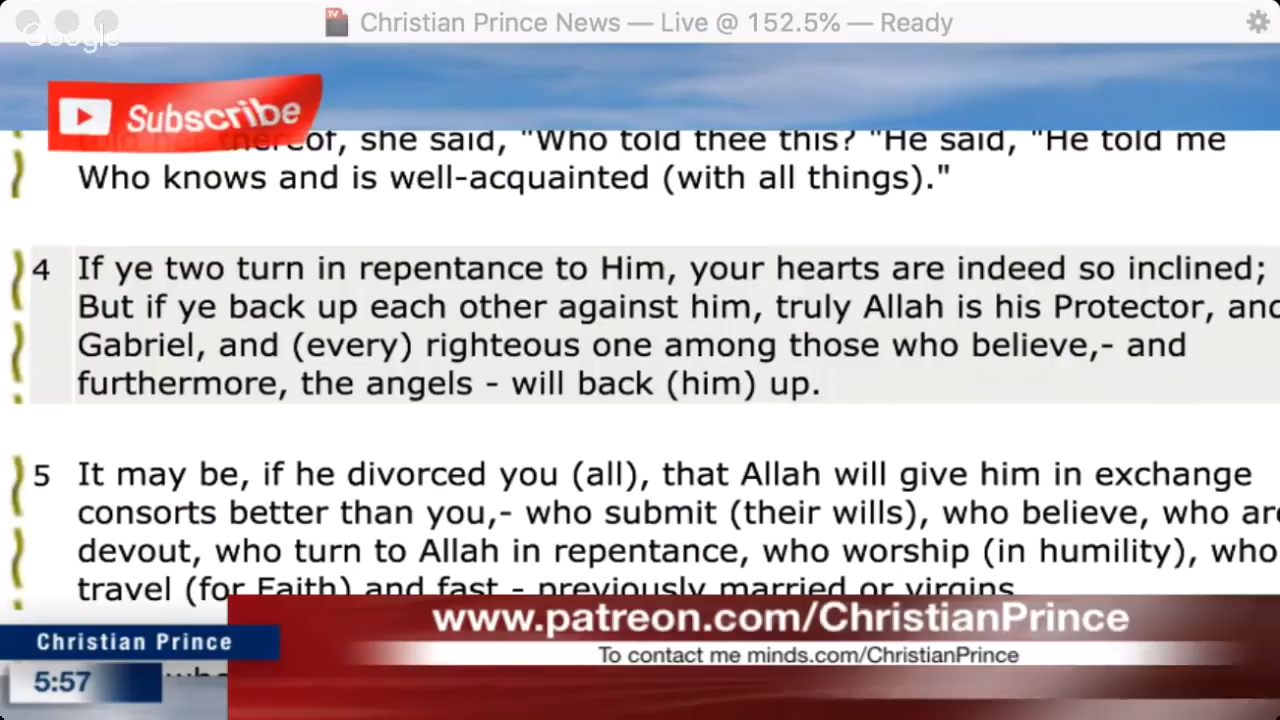 Christian Prince News — Live @ 152.5% — Ready
Google
Subscribe
thereof, she said, "Who told thee this? "He said, "He told me
Who knows and is well-acquainted (with all things)."
4 If ye two turn in repentance to Him, your hearts are indeed so inclined;
But if ye back up each other against him, truly Allah is his Protector, and
Gabriel, and (every) righteous one among those who believe,- and
furthermore, the angels - will back (him) up.
5 It may be, if he divorced you (all), that Allah will give him in exchange
consorts better than you,- who submit (their wills), who believe, who are
devout, who turn to Allah in repentance, who worship (in humility), who
travel (for Faith) and fast - previously married or virgins
www.patreon.com/ChristianPrince
Christian Prince
To contact me minds.com/ChristianPrince
5:57